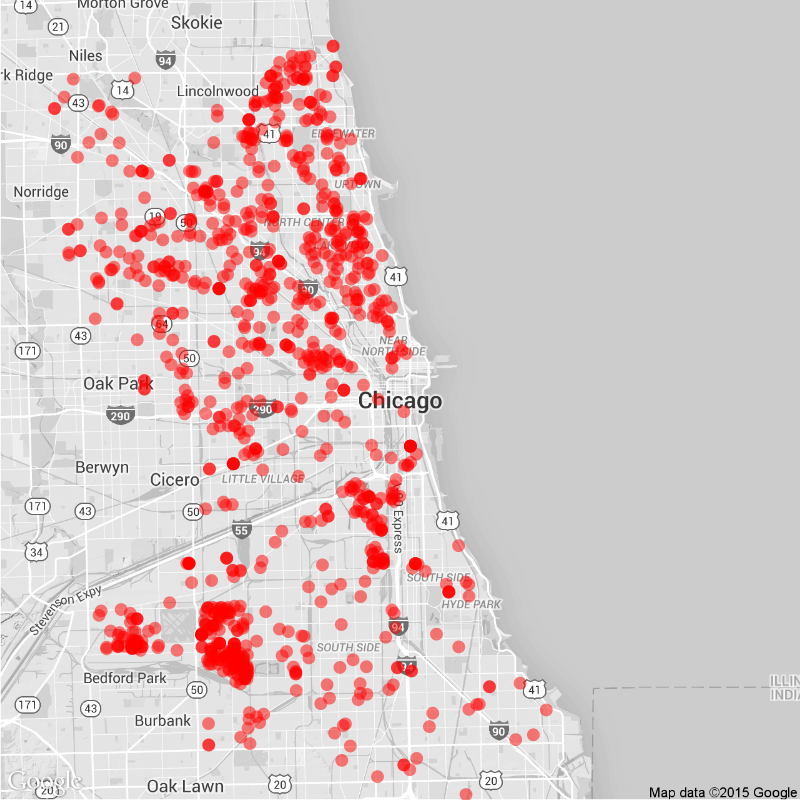 14
Morton Grove
21
Skokie
Niles
94
rk Ridge
Lincolnwood
14
43
41
EDGEWATER
90
UPTOWN
Norridge
19
50
NORTH CENTER
94
41
90
64
43
NEAR
NORTH SIDE
171
50
Oak Park
290
290
Chicago
Berwyn
Cicero
LITTLE VILLAGE
171
43
50
41
55
Express
34
SOUTH SIDE
Stevenson Expy
HYDE PARK
94
SOUTH SIDE
94
Bedford Park
50
41
ILLIN
INDIA
171
43
Burbank
90
Google
20
Oak Lawn
20
20
Map data ©2015 Google